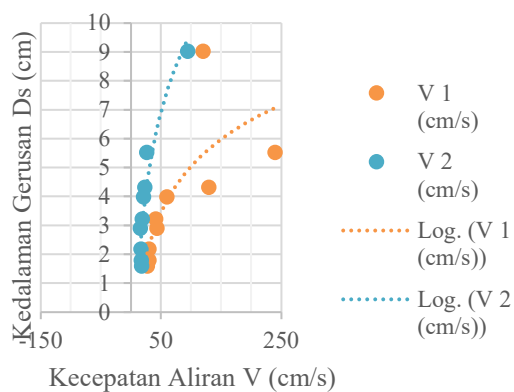 Kedalaman Gerusan Ds (cm)
10
9
8
7
6
5
4
3
2
1
0
-150
50
250
Kecepatan Aliran V (cm/s)
V 1
(cm/s)
V 2
(cm/s)
Log. (V 1
(cm/s))
Log. (V 2
(cm/s))